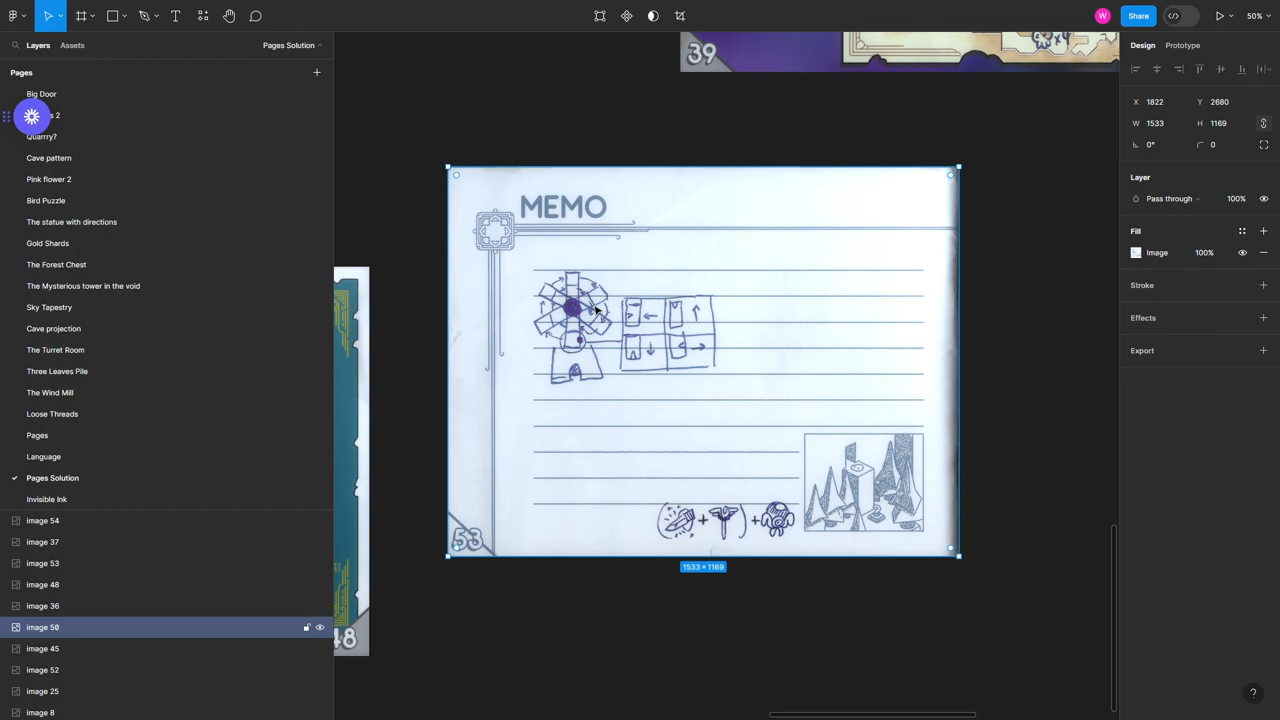 W
Share
50%
Layers
Assets
Pages Solution
Pages
Big Door
s 2
Quarrry?
Cave pattern
Pink flower 2
Bird Puzzle
The statue with directions
Gold Shards
The Forest Chest
The Mysterious tower in the void
Sky Tapestry
Cave projection
The Turret Room
Three Leaves Pile
The Wind Mill
Loose Threads
Pages
Language
Pages Solution
Invisible Ink
image 54
image 37
image 53
image 48
image 36
image 50
image 45
image 52
image 25
image 8
39
x4
48
MEMO
+
+
53
1533 × 1169
Design
Prototype
X 1822
Y 2680
W 1533
H 1169
0°
0
Layer
Pass through
100%
Fill
Image
100%
Stroke
Effects
Export
?